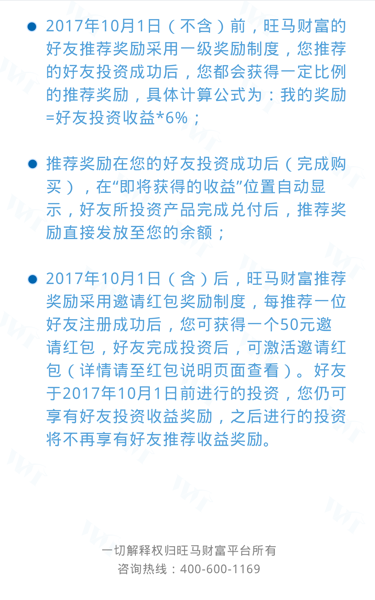 2017年10月1日（不含）前，旺马财富的
好友推荐奖励采用一级奖励制度，您推荐
的好友投资成功后，您都会获得一定比例
的推荐奖励，具体计算公式为：我的奖励
=好友投资收益*6%；
推荐奖励在您的好友投资成功后（完成购
买），在“即将获得的收益”位置自动显
示，好友所投资产品完成兑付后，推荐奖
励直接发放至您的余额；
2017年10月1日（含）后，旺马财富推荐
奖励采用邀请红包奖励制度，每推荐一位
好友注册成功后，您可获得一个50元邀
请红包，好友完成投资后，可激活邀请红
包（详情请至红包说明页面查看）。好友
于2017年10月1日前进行的投资，您仍可
享有好友投资收益奖励，之后进行的投资
将不再享有好友推荐收益奖励。
一切解释权归旺马财富平台所有
咨询热线：400-600-1169